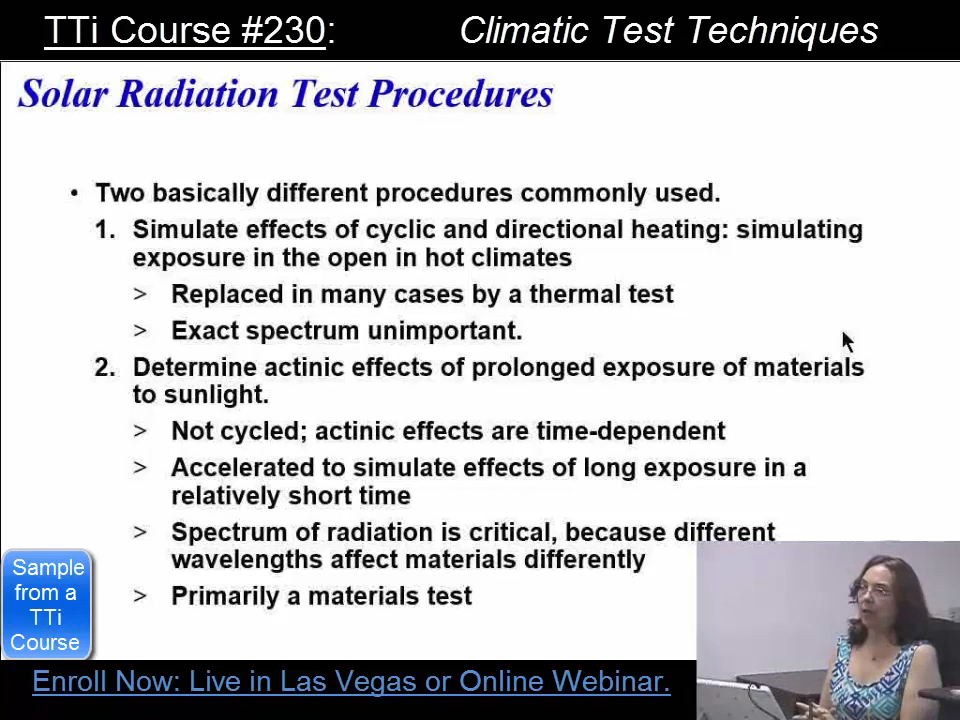 TTi Course #230: Climatic Test Techniques
Solar Radiation Test Procedures
• Two basically different procedures commonly used.
1. Simulate effects of cyclic and directional heating: simulating
exposure in the open in hot climates
> Replaced in many cases by a thermal test
> Exact spectrum unimportant.
2. Determine actinic effects of prolonged exposure of materials
to sunlight.
> Not cycled; actinic effects are time-dependent
> Accelerated to simulate effects of long exposure in a
relatively short time
> Spectrum of radiation is critical, because different
wavelengths affect materials differently
> Primarily a materials test
Sample
from a
TTi
Course
Enroll Now: Live in Las Vegas or Online Webinar.